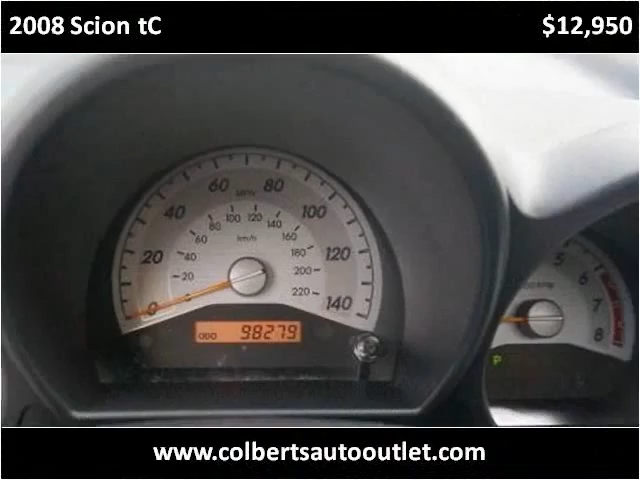 2008 Scion tC $12,950
60 MPH 80
40 100
20 120
0 140
80 100 120 140
60 km/h 160
40 180
20 200
220
ODO 98279
5
6
7
8
P
www.colbertsautooutlet.com